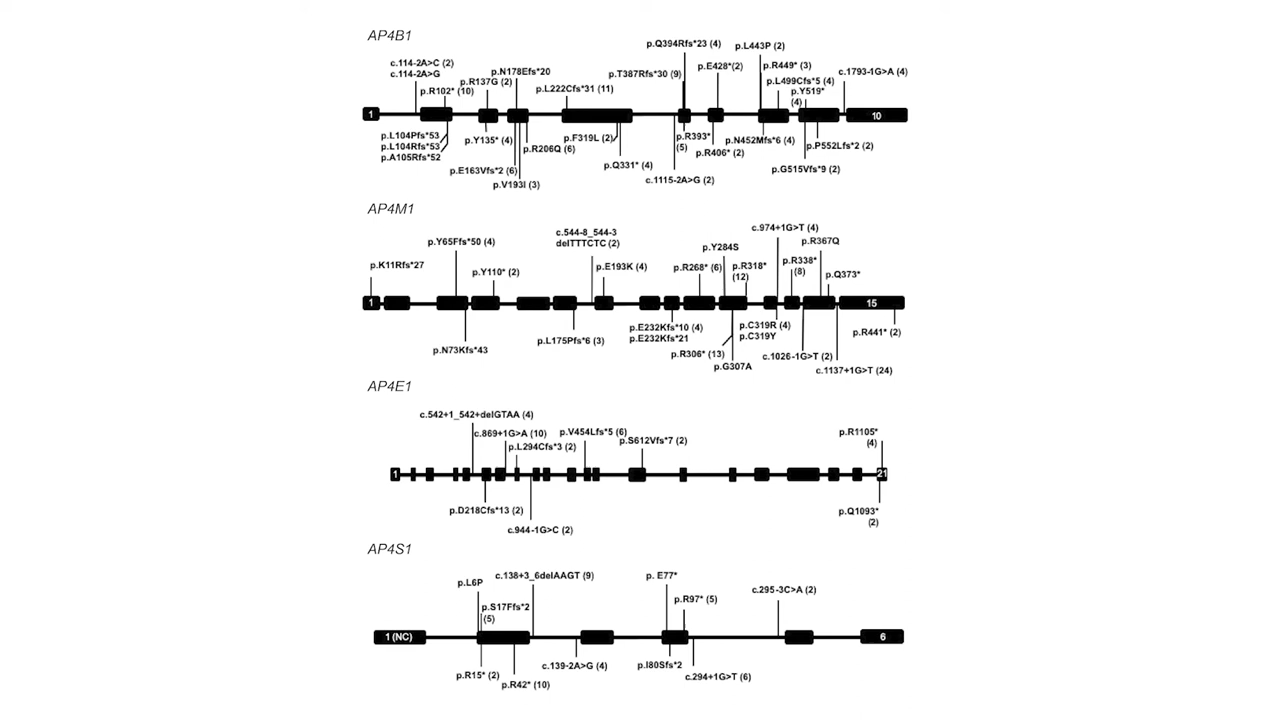 AP4B1
p.Q394Rfs*23 (4)
p.L443P (2)
c.114-2A>C (2)
c.114-2A>G
p.N178Efs*20
p.T387Rfs*30 (9)
p.E428*(2)
p.R449* (3)
c.1793-1G>A (4)
p.R137G (2)
p.L499Cfs*5 (4)
p.R102* (10)
p.L222Cfs*31 (11)
p.Y519*
(4)
1
10
p.L104Pfs*53
p.L104Rfs*53
p.A105Rfs*52
p.Y135* (4)
p.R206Q (6)
p.F319L (2)
p.R393*
(5)
p.N452Mfs*6 (4)
p.P552Lfs*2 (2)
p.R406* (2)
p.E163Vfs*2 (6)
p.Q331* (4)
p.G515Vfs*9 (2)
p.V193I (3)
c.1115-2A>G (2)
AP4M1
c.974+1G>T (4)
c.544-8_544-3
delTTTCTC (2)
p.Y65Ffs*50 (4)
p.Y284S
p.R367Q
p.K11Rfs*27
p.Y110* (2)
p.E193K (4)
p.R268* (6)
p.R318*
(12)
p.R338*
(8)
p.Q373*
1
15
p.E232Kfs*10 (4)
p.E232Kfs*21
p.C319R (4)
p.C319Y
p.R441* (2)
p.L175Pfs*6 (3)
p.N73Kfs*43
p.R306* (13)
c.1026-1G>T (2)
p.G307A
c.1137+1G>T (24)
AP4E1
c.542+1_542+delGTAA (4)
c.869+1G>A (10)
p.V454Lfs*5 (6)
p.R1105*
(4)
p.L294Cfs*3 (2)
p.S612Vfs*7 (2)
1
21
p.D218Cfs*13 (2)
p.Q1093*
(2)
c.944-1G>C (2)
AP4S1
c.138+3_6delAAGT (9)
p. E77*
p.L6P
c.295-3C>A (2)
p.S17Ffs*2
(5)
p.R97* (5)
1 (NC)
6
c.139-2A>G (4)
p.I80Sfs*2
p.R15* (2)
c.294+1G>T (6)
p.R42* (10)